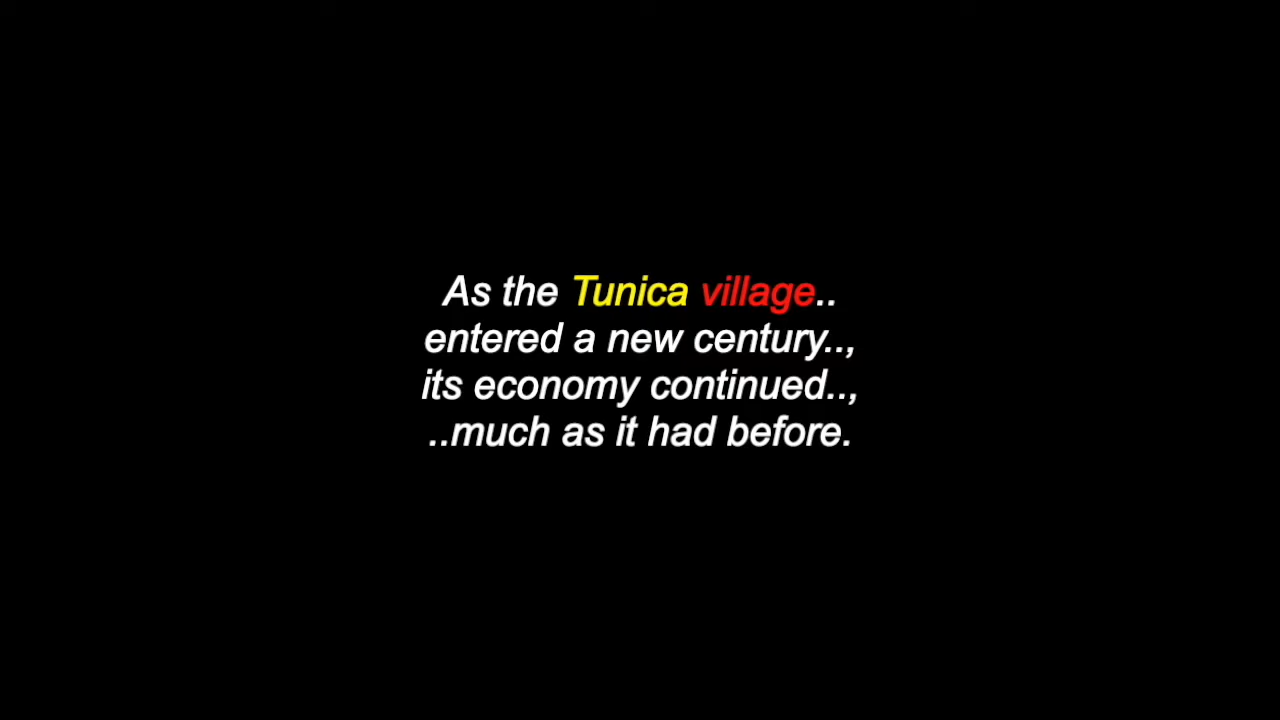 As the Tunica village..
entered a new century..,
its economy continued..,
..much as it had before.